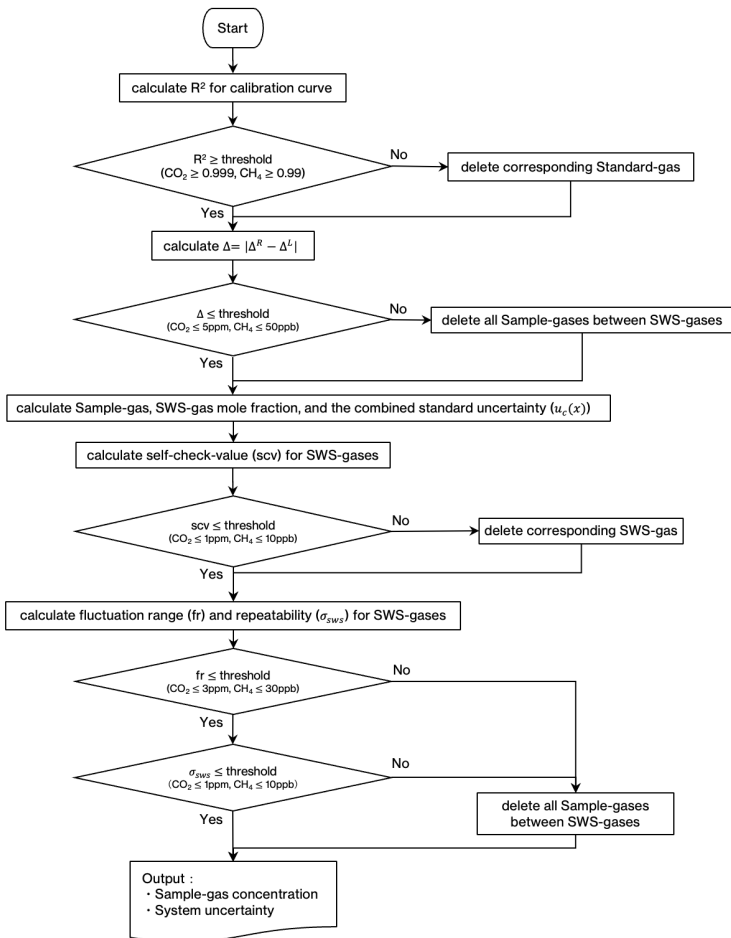 Start
calculate R² for calibration curve
R² ≥ threshold
(CO₂ ≥ 0.999, CH₄ ≥ 0.99)
No
delete corresponding Standard-gas
Yes
calculate Δ= |Δᴿ − Δᴸ|
Δ ≤ threshold
(CO₂ ≤ 5ppm, CH₄ ≤ 50ppb)
No
delete all Sample-gases between SWS-gases
Yes
calculate Sample-gas, SWS-gas mole fraction, and the combined standard uncertainty (u_c(x))
calculate self-check-value (scv) for SWS-gases
scv ≤ threshold
(CO₂ ≤ 1ppm, CH₄ ≤ 10ppb)
No
delete corresponding SWS-gas
Yes
calculate fluctuation range (fr) and repeatability (σ_sws) for SWS-gases
fr ≤ threshold
(CO₂ ≤ 3ppm, CH₄ ≤ 30ppb)
No
Yes
σ_sws ≤ threshold
(CO₂ ≤ 1ppm, CH₄ ≤ 10ppb)
No
delete all Sample-gases
between SWS-gases
Yes
Output :
・Sample-gas concentration
・System uncertainty